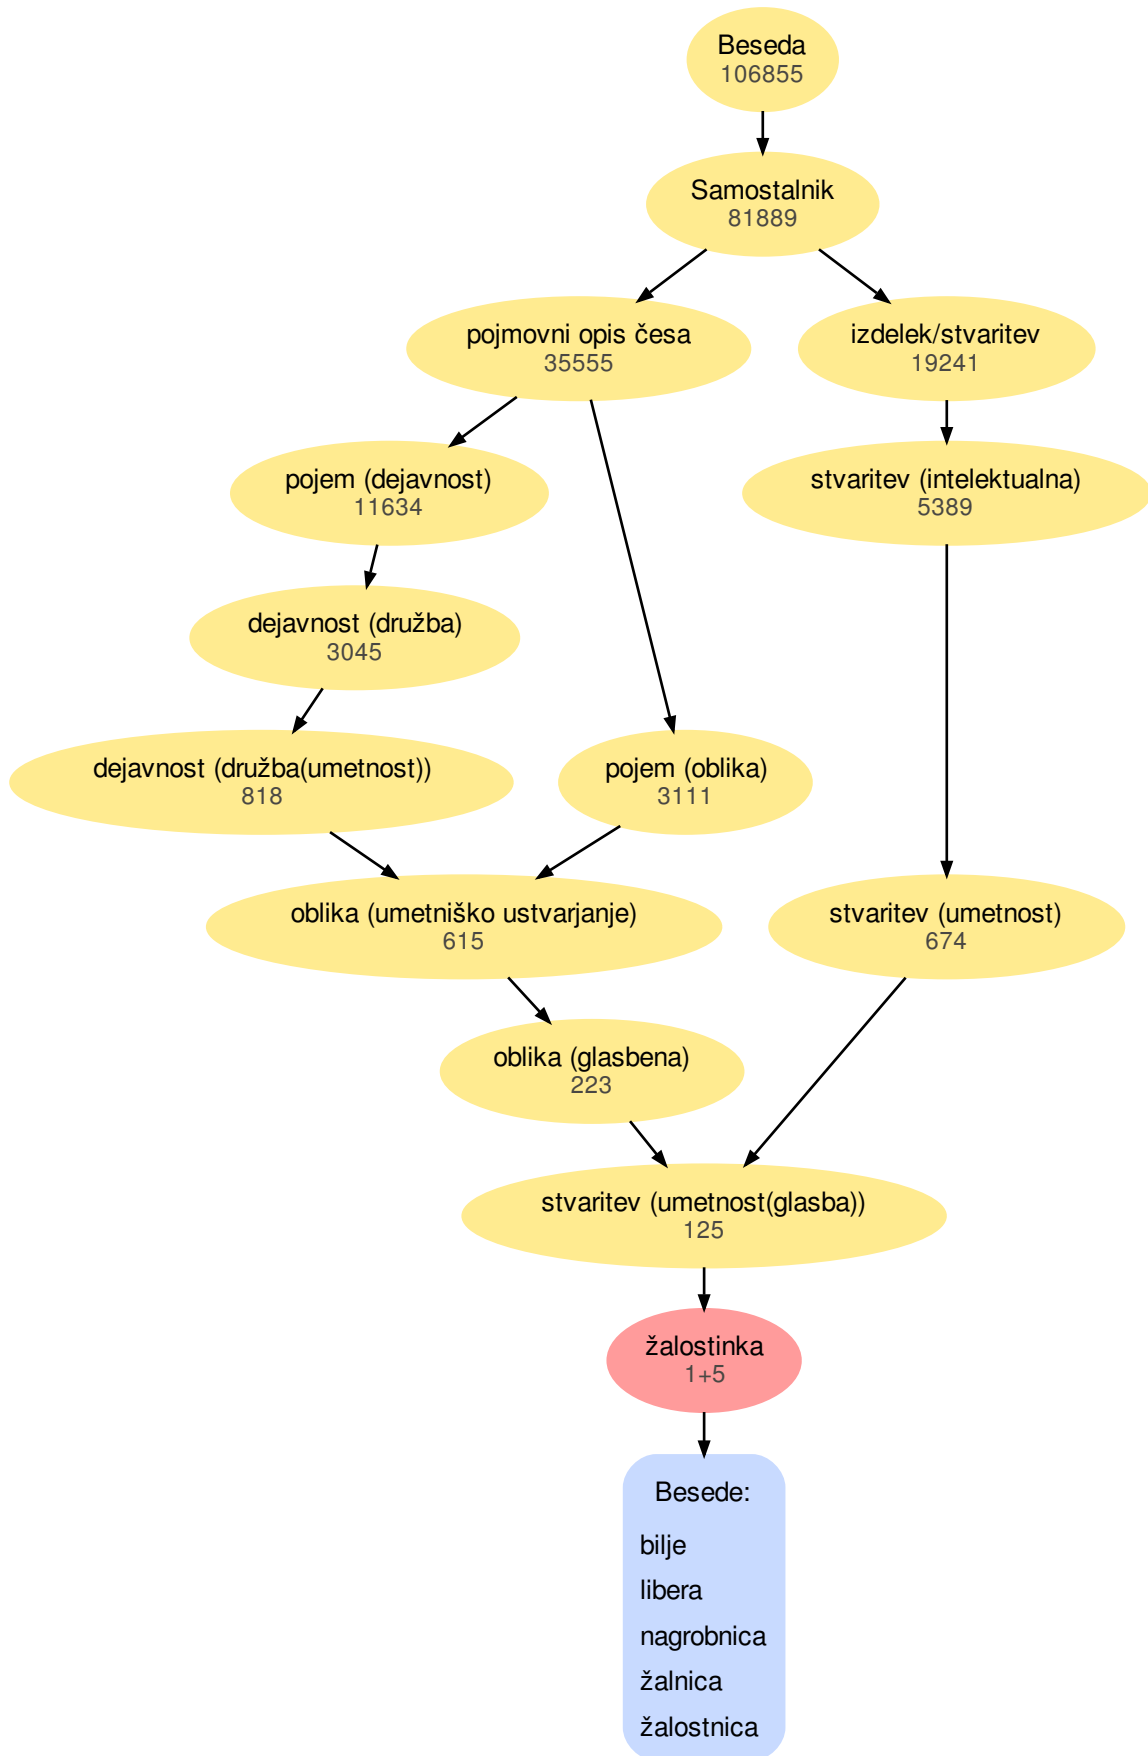 Beseda
106855
Samostalnik
81889
pojmovni opis česa
35555
izdelek/stvaritev
19241
pojem (dejavnost)
11634
stvaritev (intelektualna)
5389
dejavnost (družba)
3045
dejavnost (družba(umetnost))
818
pojem (oblika)
3111
oblika (umetniško ustvarjanje)
615
stvaritev (umetnost)
674
oblika (glasbena)
223
stvaritev (umetnost(glasba))
125
žalostinka
1+5
Besede:
bilje
libera
nagrobnica
žalnica
žalostnica